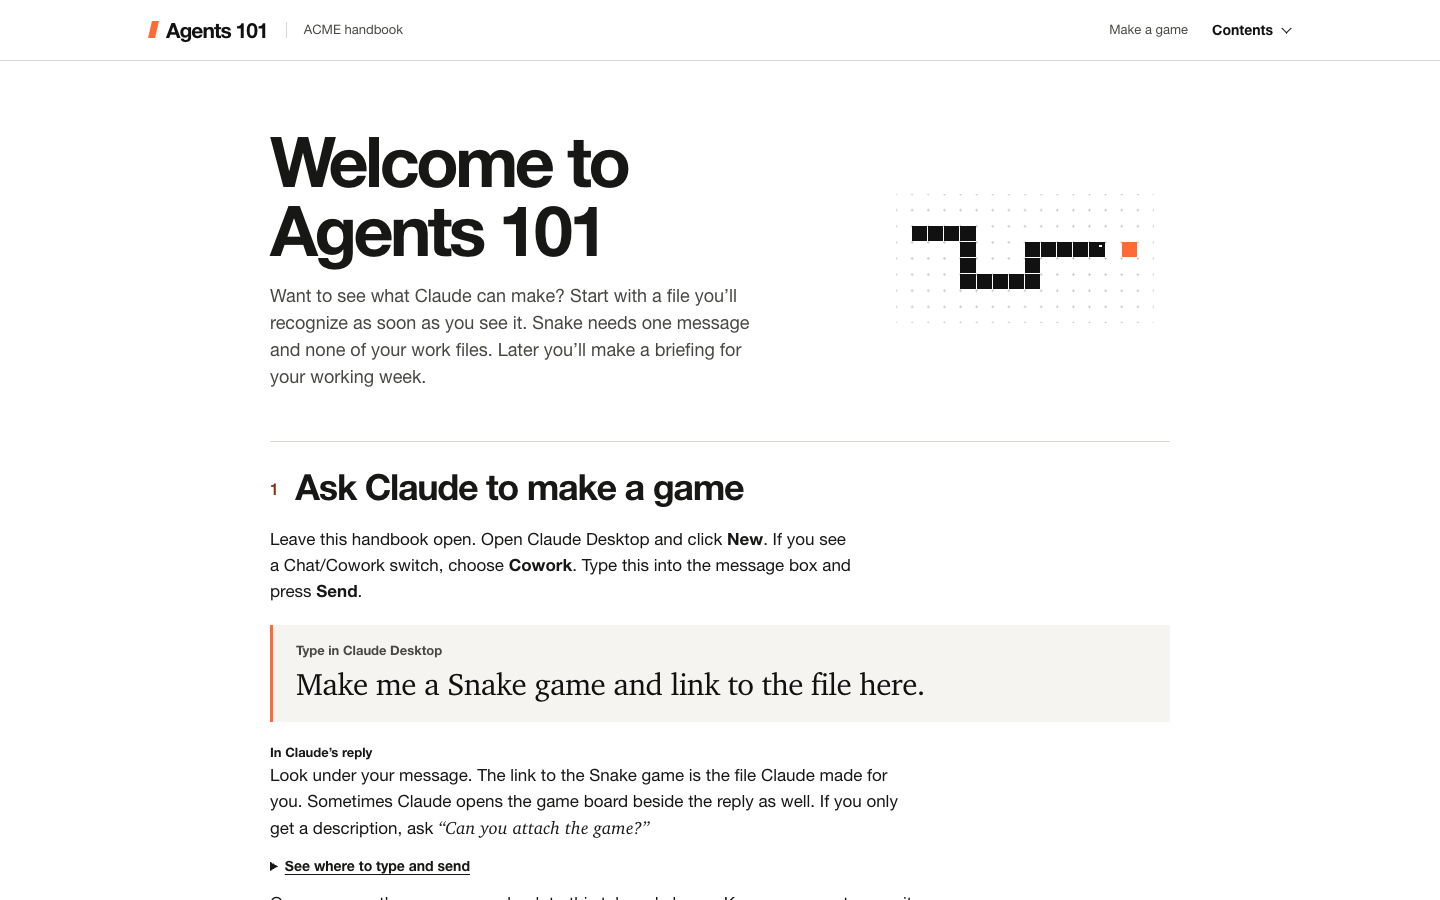 Agents 101
ACME handbook
Make a game
Contents
Welcome to
Agents 101
Want to see what Claude can make? Start with a file you’ll
recognize as soon as you see it. Snake needs one message
and none of your work files. Later you’ll make a briefing for
your working week.
1 Ask Claude to make a game
Leave this handbook open. Open Claude Desktop and click New. If you see
a Chat/Cowork switch, choose Cowork. Type this into the message box and
press Send.
Type in Claude Desktop
Make me a Snake game and link to the file here.
In Claude’s reply
Look under your message. The link to the Snake game is the file Claude made for
you. Sometimes Claude opens the game board beside the reply as well. If you only
get a description, ask “Can you attach the game?”
See where to type and send